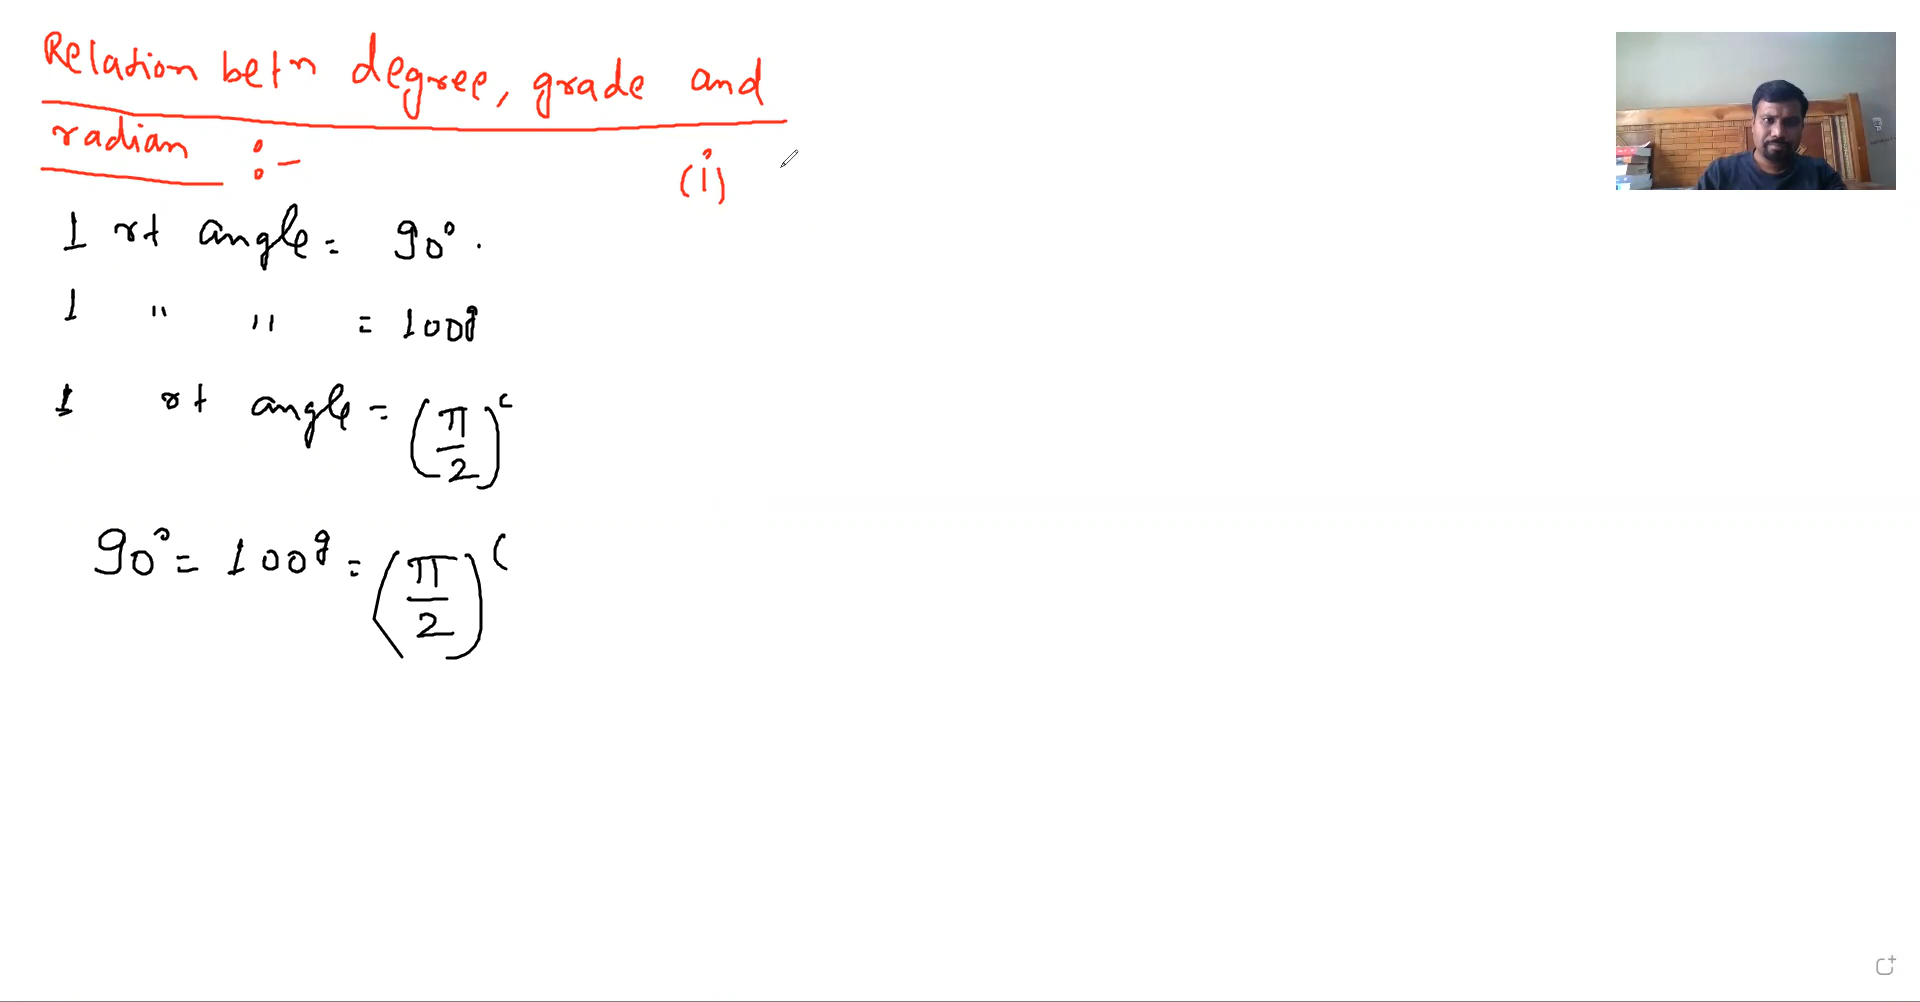 Relation betn degree, grade and
radian :-
(i)
1 rt angle = 90° .
1 " " = 100g
1 rt angle = (π/2)c
90° = 100g = (π/2)c